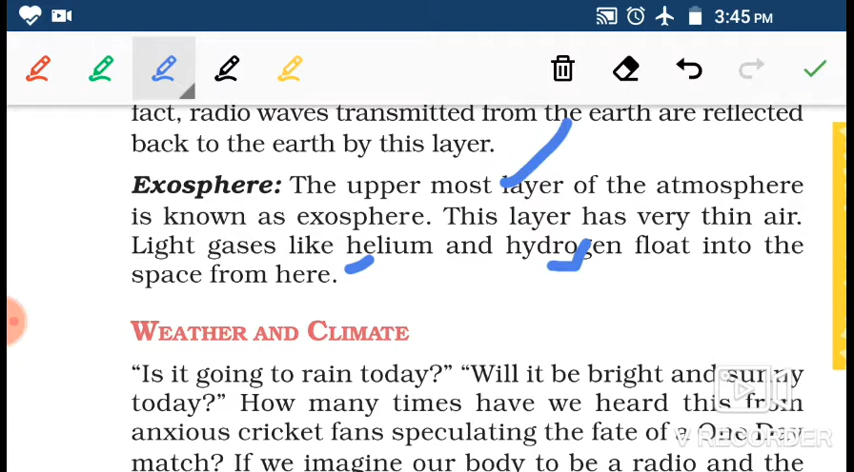 3:45 PM
fact, radio waves transmitted from the earth are reflected
back to the earth by this layer.
Exosphere: The upper most layer of the atmosphere
is known as exosphere. This layer has very thin air.
Light gases like helium and hydrogen float into the
space from here.
WEATHER AND CLIMATE
“Is it going to rain today?” “Will it be bright and sunny
today?” How many times have we heard this from
anxious cricket fans speculating the fate of a One Day
match? If we imagine our body to be a radio and the
V RECORDER